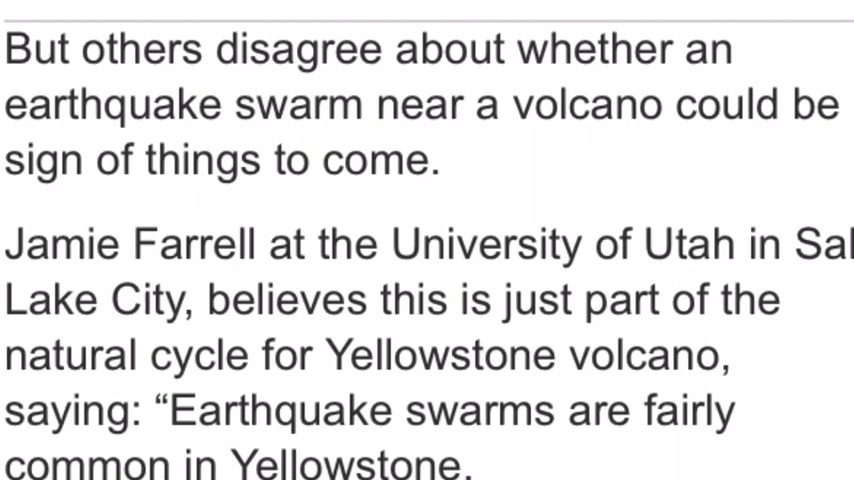 But others disagree about whether an
earthquake swarm near a volcano could be
sign of things to come.
Jamie Farrell at the University of Utah in Sal
Lake City, believes this is just part of the
natural cycle for Yellowstone volcano,
saying: “Earthquake swarms are fairly
common in Yellowstone.